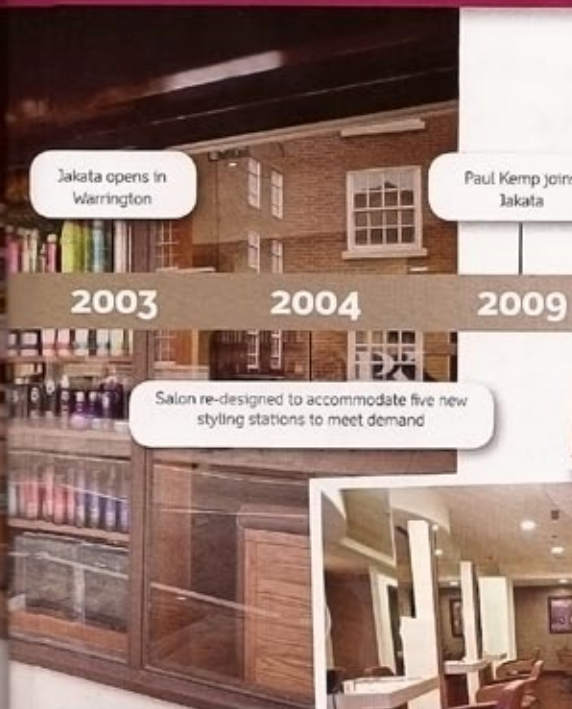 Jakata opens in
Warrington
Paul Kemp joins
Jakata
2003 2004 2009
Salon re-designed to accommodate five new
styling stations to meet demand